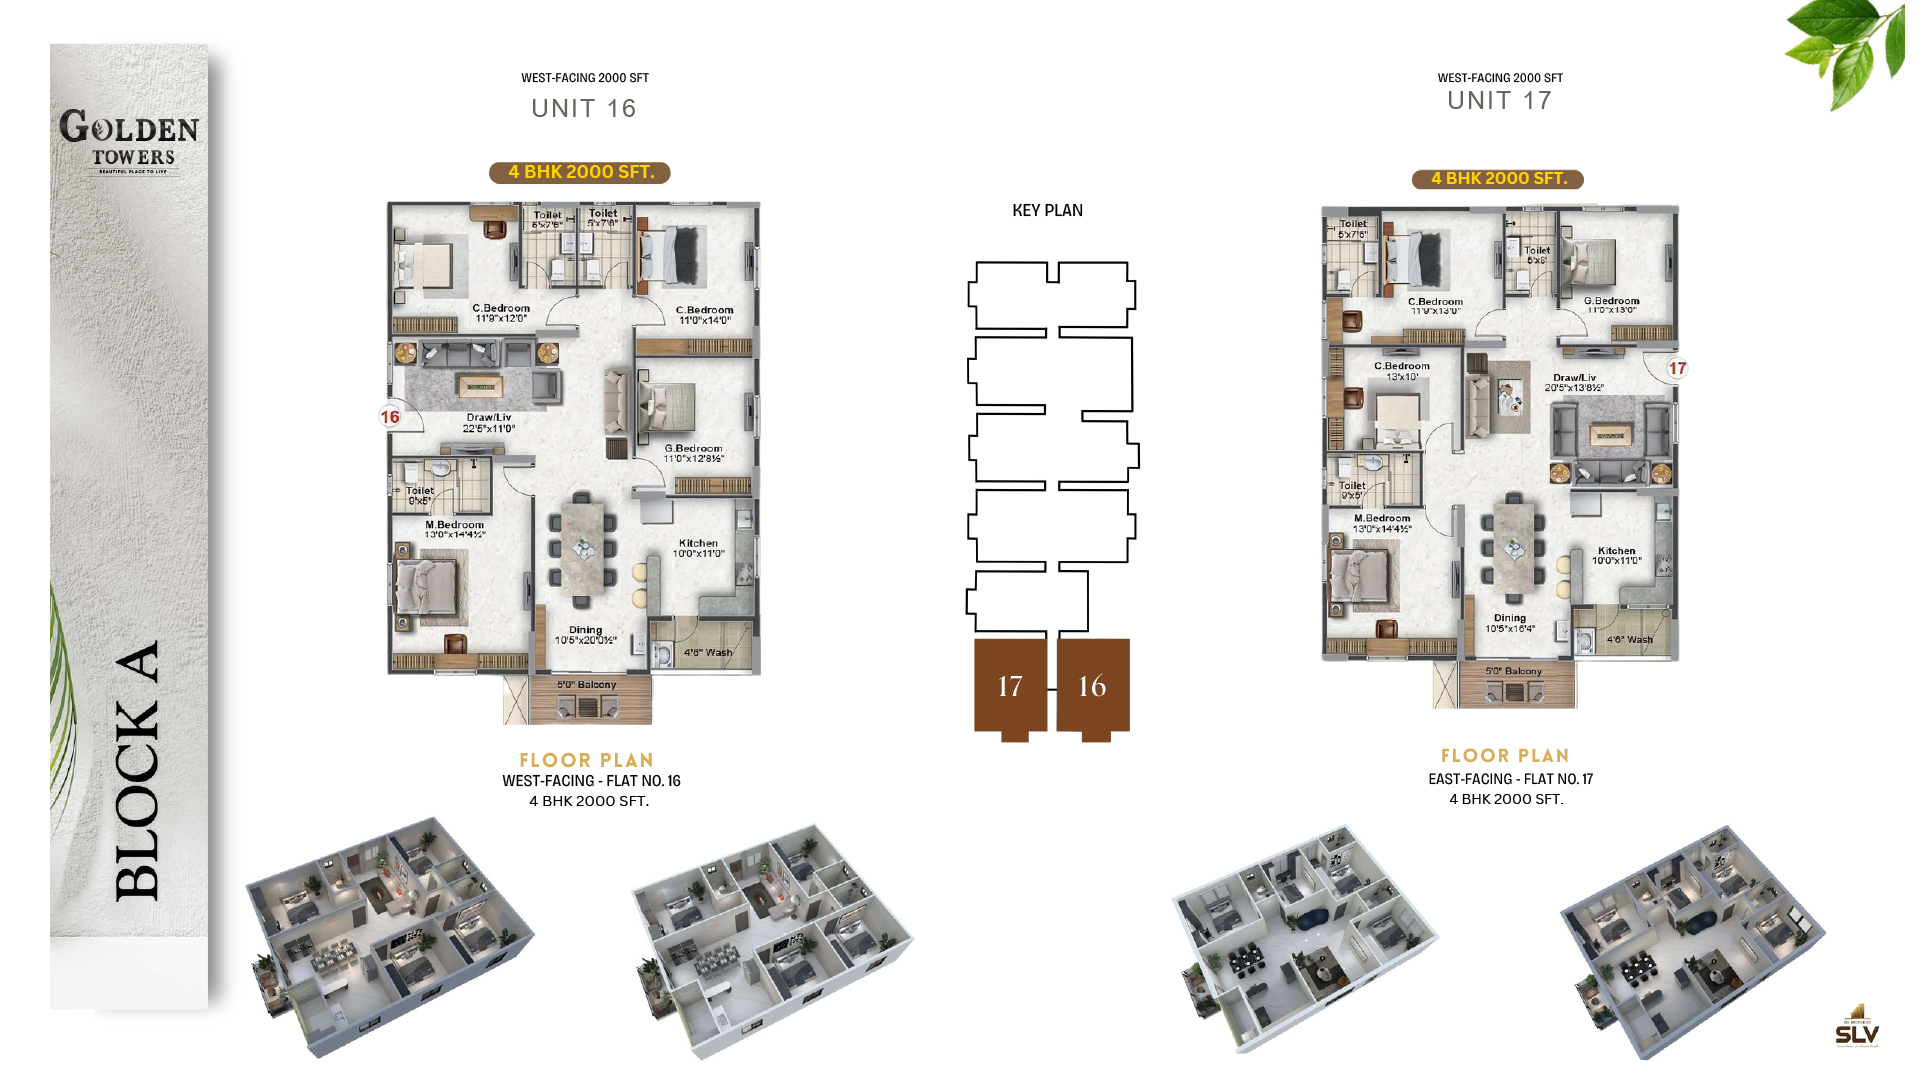 GOLDEN
TOWERS
BEAUTIFUL PLACE TO LIVE
BLOCK A
WEST-FACING 2000 SFT
UNIT 16
4 BHK 2000 SFT.
Toilet
5'x7'6"
Toilet
5'x7'6"
C.Bedroom
11'9"x12'0"
C.Bedroom
11'0"x14'0"
16
Draw/Liv
22'5"x11'0"
G.Bedroom
11'0"x12'8½"
Toilet
9'x5'
M.Bedroom
13'0"x14'4½"
Kitchen
10'0"x11'0"
Dining
10'5"x20'0½"
4'6" Wash
5'0" Balcony
FLOOR PLAN
WEST-FACING - FLAT NO. 16
4 BHK 2000 SFT.
KEY PLAN
17
16
WEST-FACING 2000 SFT
UNIT 17
4 BHK 2000 SFT.
Toilet
5'x7'6"
Toilet
5'x8'
C.Bedroom
11'9"x13'0"
G.Bedroom
11'0"x13'0"
C.Bedroom
13'x10'
17
Draw/Liv
20'5"x13'8½"
Toilet
9'x5'
M.Bedroom
13'0"x14'4½"
Kitchen
10'0"x11'0"
Dining
10'5"x16'4"
4'6" Wash
5'0" Balcony
FLOOR PLAN
EAST-FACING - FLAT NO. 17
4 BHK 2000 SFT.
SLV